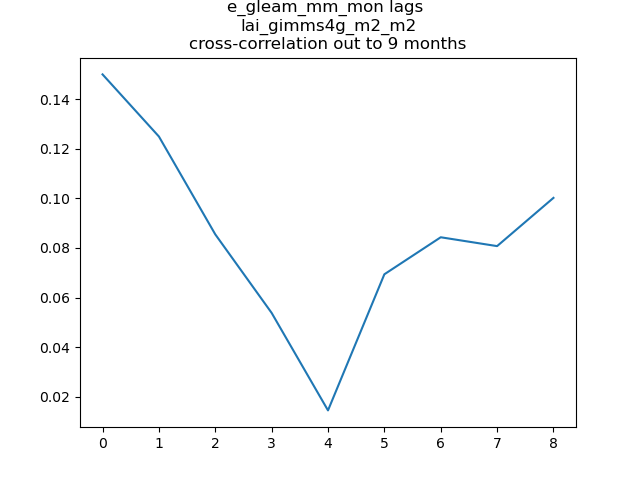 e_gleam_mm_mon lags
lai_gimms4g_m2_m2
cross-correlation out to 9 months
0.14
0.12
0.10
0.08
0.06
0.04
0.02
0 1 2 3 4 5 6 7 8